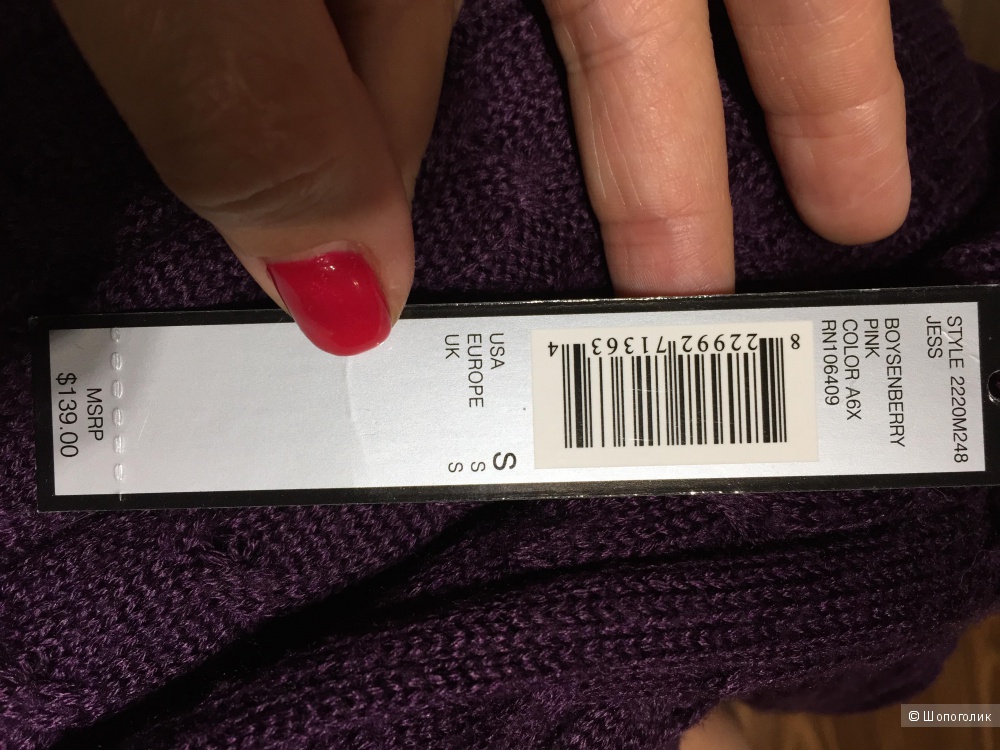 STYLE 2220M248
JESS
BOYSENBERRY
PINK
COLOR A6X
RN106409
8 22992 71363 4
USA S
EUROPE S
UK S
MSRP
$139.00
© Шопоголик